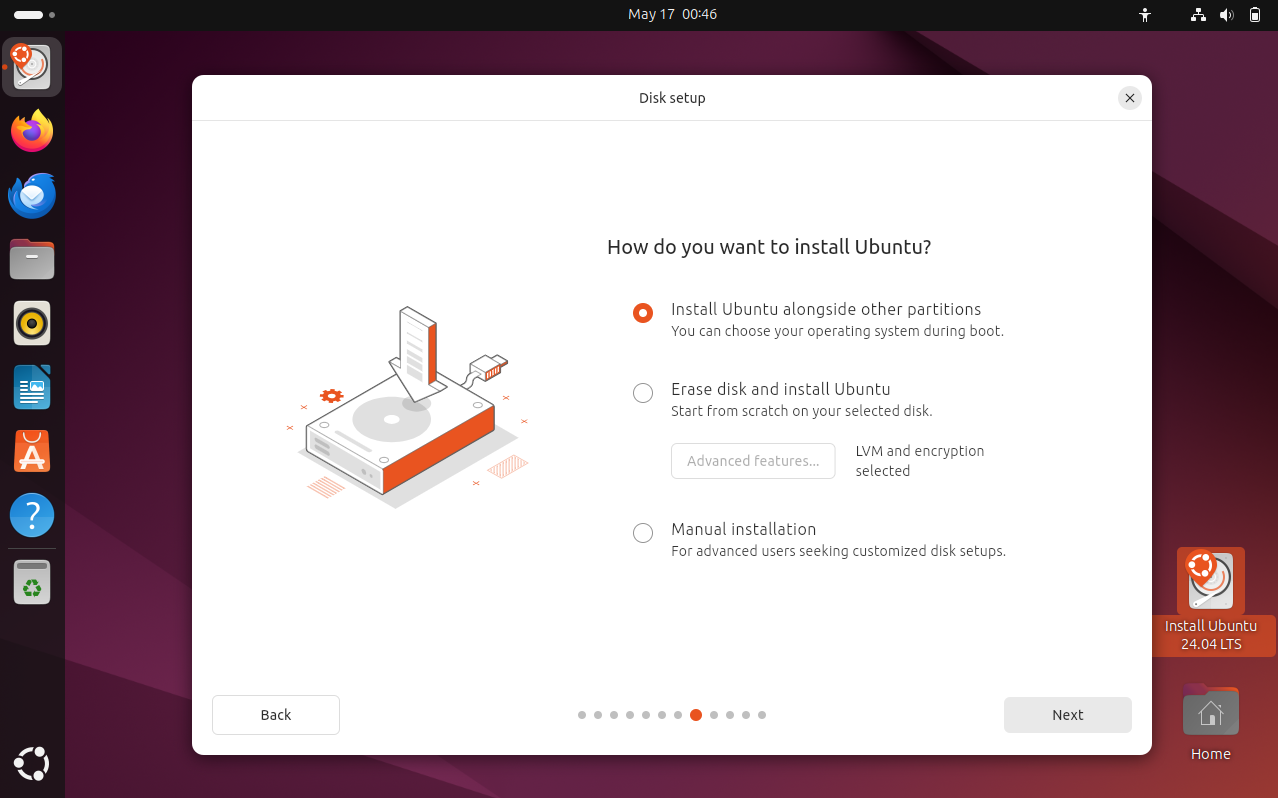 May 17 00:46
Disk setup
How do you want to install Ubuntu?
Install Ubuntu alongside other partitions
You can choose your operating system during boot.
Erase disk and install Ubuntu
Start from scratch on your selected disk.
Advanced features...
LVM and encryption
selected
Manual installation
For advanced users seeking customized disk setups.
Back
Next
Install Ubuntu
24.04 LTS
Home